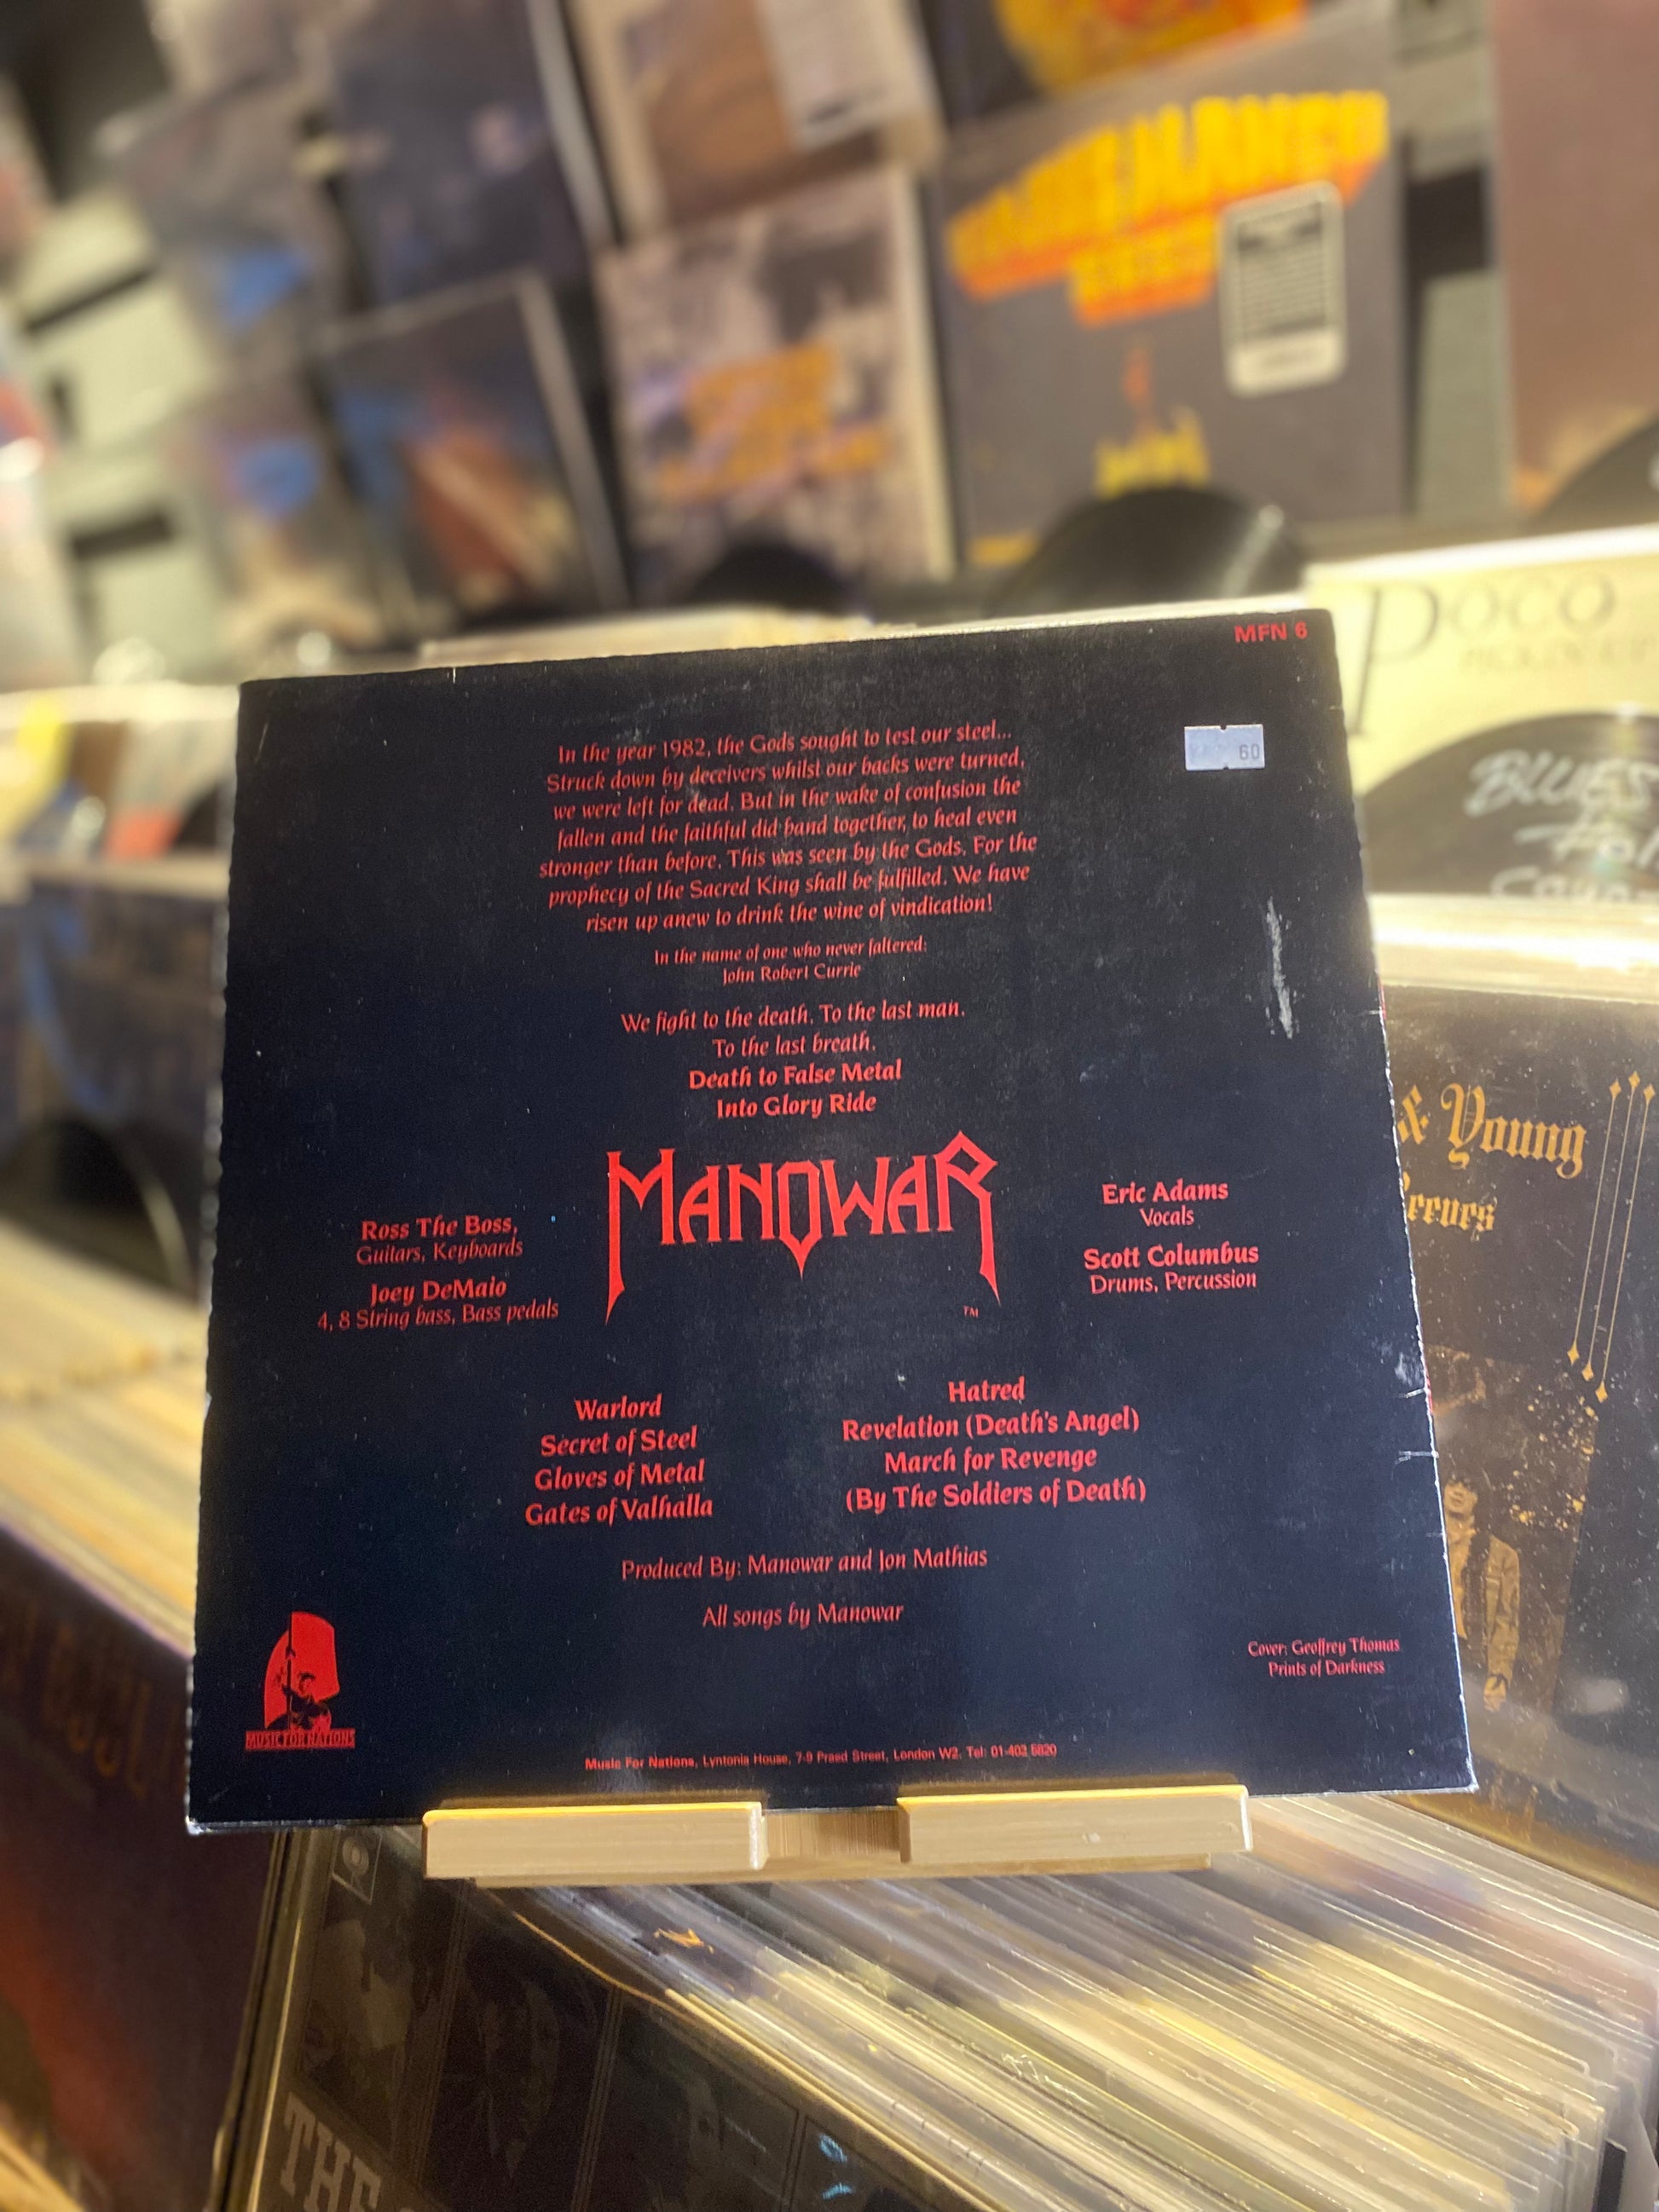 POCO
MFN 6
60
In the year 1982, the Gods sought to test our steel...
Struck down by deceivers whilst our backs were turned,
we were left for dead. But in the wake of confusion the
fallen and the faithful did band together, to heal even
stronger than before. This was seen by the Gods. For the
prophecy of the Sacred King shall be fulfilled. We have
risen up anew to drink the wine of vindication!
In the name of one who never faltered:
John Robert Currie
We fight to the death. To the last man.
To the last breath.
Death to False Metal
Into Glory Ride
MANOWAR
TM
Ross The Boss,
Guitars, Keyboards
Joey DeMaio
4, 8 String bass, Bass pedals
Eric Adams
Vocals
Scott Columbus
Drums, Percussion
Warlord
Secret of Steel
Gloves of Metal
Gates of Valhalla
Hatred
Revelation (Death's Angel)
March for Revenge
(By The Soldiers of Death)
Produced By: Manowar and Jon Mathias
All songs by Manowar
Cover: Geoffrey Thomas
Prints of Darkness
MUSIC FOR NATIONS
Music For Nations, Lyntonia House, 7-9 Praed Street, London W2. Tel: 01-402 5820
BLUES
& Young
THE